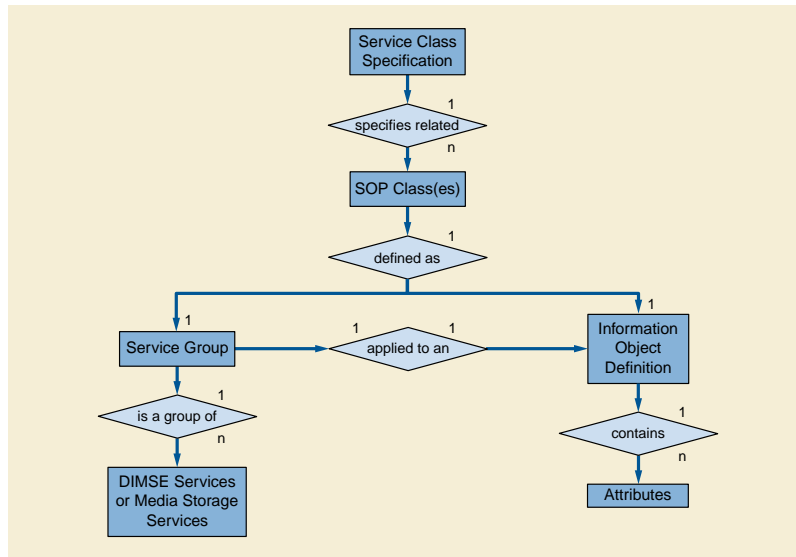 Service Class
Specification
1
specifies related
n
SOP Class(es)
1
defined as
1
1
Service Group
1
1
applied to an
Information
Object
Definition
1
is a group of
n
1
contains
n
DIMSE Services
or Media Storage
Services
Attributes